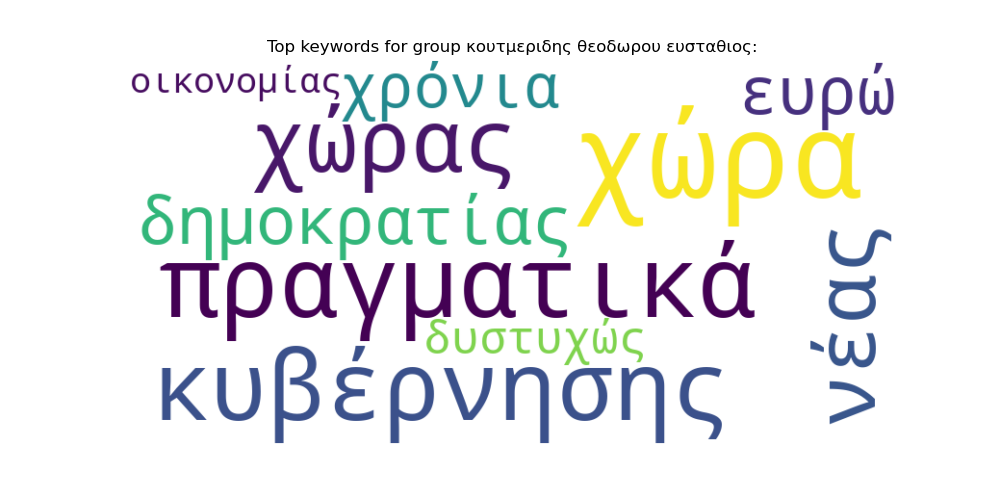 Top keywords for group κουτμεριδης θεοδωρου ευσταθιος:
οικονομίας
χρόνια
ευρώ
χώρας
χώρα
δημοκρατίας
νέας
πραγματικά
δυστυχώς
κυβέρνησης